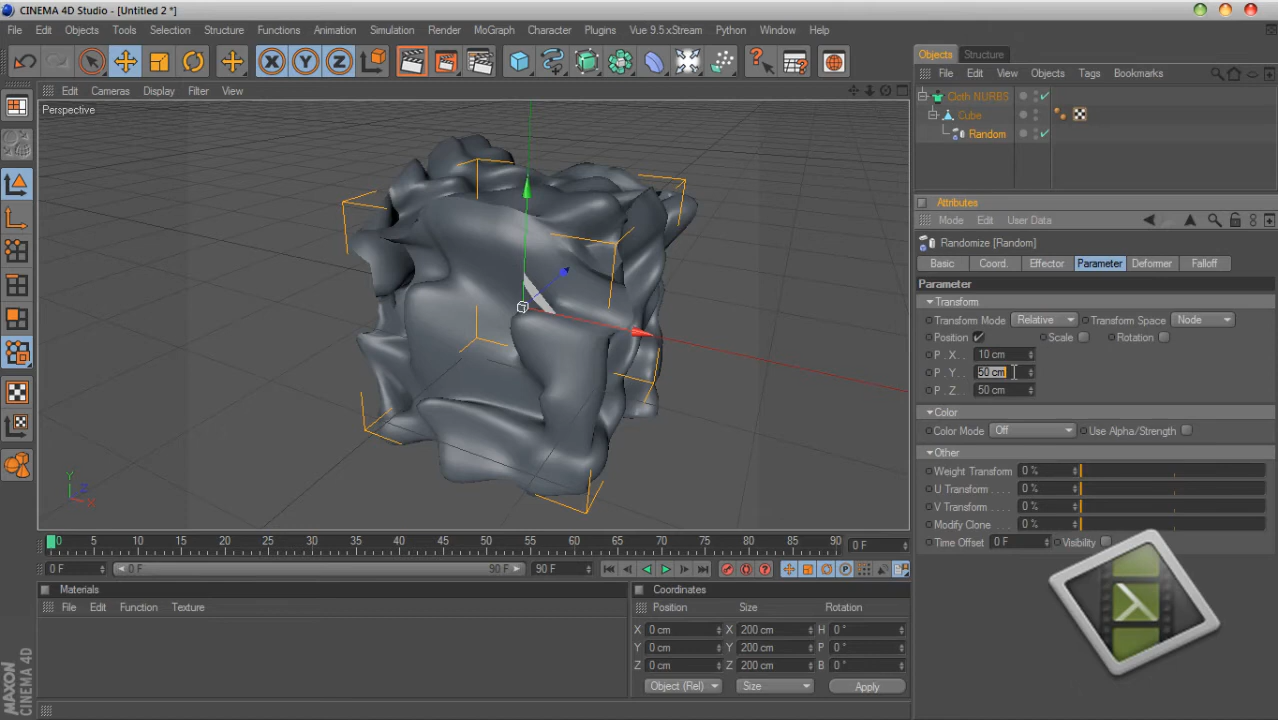 CINEMA 4D Studio - [Untitled 2 *]
File Edit Objects Tools Selection Structure Functions Animation Simulation Render MoGraph Character Plugins Vue 9.5 xStream Python Window Help
Objects Structure
File Edit View Objects Tags Bookmarks
Edit Cameras Display Filter View
Perspective
Cloth NURBS
Cube
Random
Attributes
Mode Edit User Data
Randomize [Random]
Basic Coord. Effector Parameter Deformer Falloff
Parameter
Transform
Transform Mode Relative Transform Space Node
Position Scale Rotation
P . X . . 10 cm
P . Y . . 50 cm
P . Z . . 50 cm
Color
Color Mode Off Use Alpha/Strength
Other
Weight Transform 0 %
U Transform . . . . 0 %
V Transform . . . . 0 %
Modify Clone . . . 0 %
Time Offset 0 F Visibility
Y
Z
X
0 5 10 15 20 25 30 35 40 45 50 55 60 65 70 75 80 85 90 0 F
0 F 0 F 90 F 90 F
Materials
File Edit Function Texture
Coordinates
Position Size Rotation
X 0 cm X 200 cm H 0 °
Y 0 cm Y 200 cm P 0 °
Z 0 cm Z 200 cm B 0 °
Object (Rel) Size Apply
MAXON
CINEMA 4D